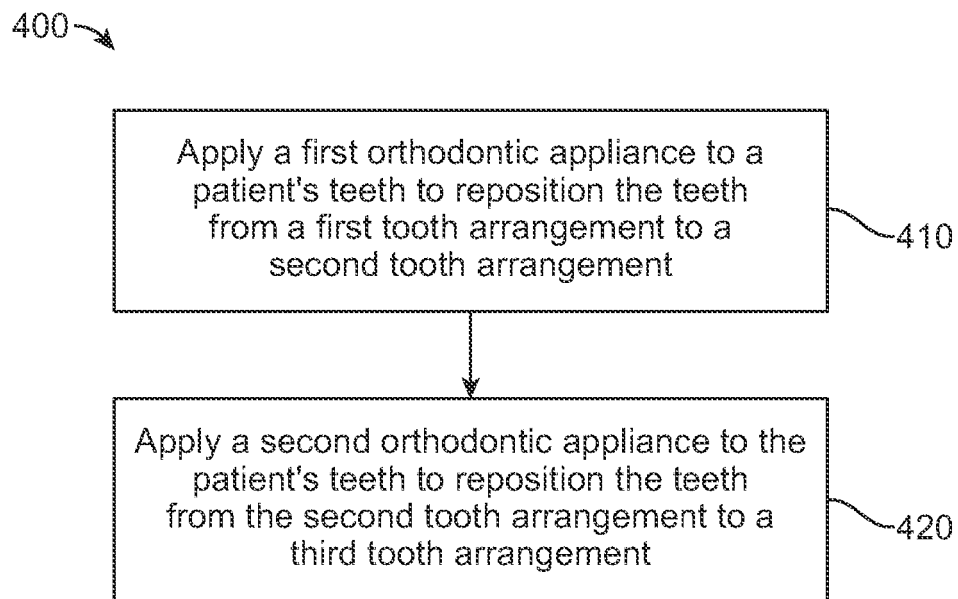 400
Apply a first orthodontic appliance to a
patient's teeth to reposition the teeth
from a first tooth arrangement to a
second tooth arrangement
410
Apply a second orthodontic appliance to the
patient's teeth to reposition the teeth
from the second tooth arrangement to a
third tooth arrangement
420